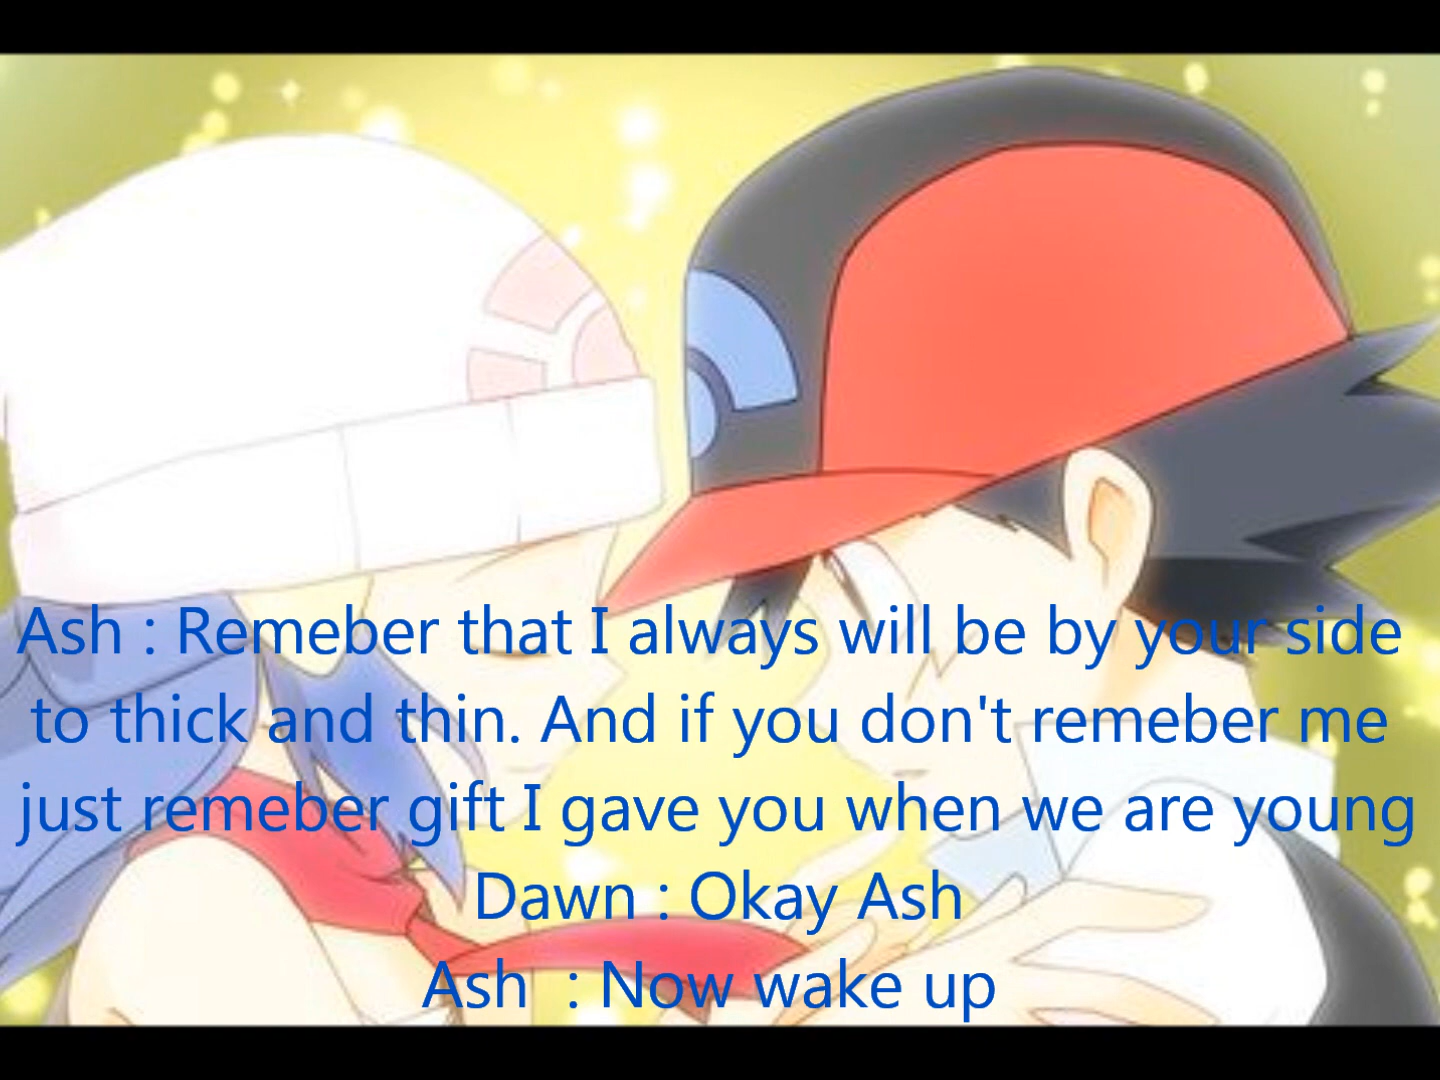 Ash : Remeber that I always will be by your side
to thick and thin. And if you don't remeber me
just remeber gift I gave you when we are young
Dawn : Okay Ash
Ash : Now wake up